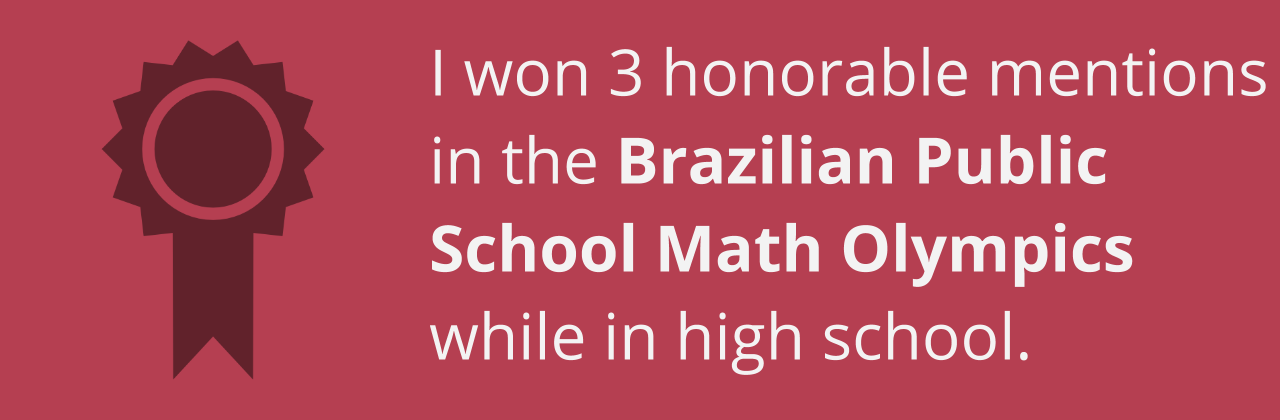 I won 3 honorable mentions
in the Brazilian Public
School Math Olympics
while in high school.